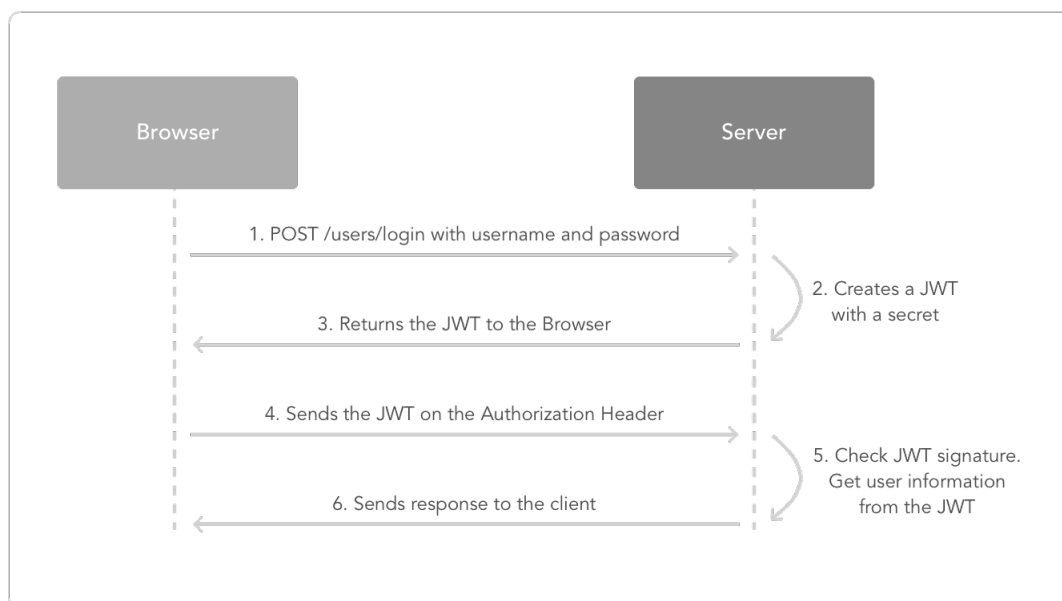 Browser
Server
1. POST /users/login with username and password
2. Creates a JWT
with a secret
3. Returns the JWT to the Browser
4. Sends the JWT on the Authorization Header
5. Check JWT signature.
Get user information
from the JWT
6. Sends response to the client